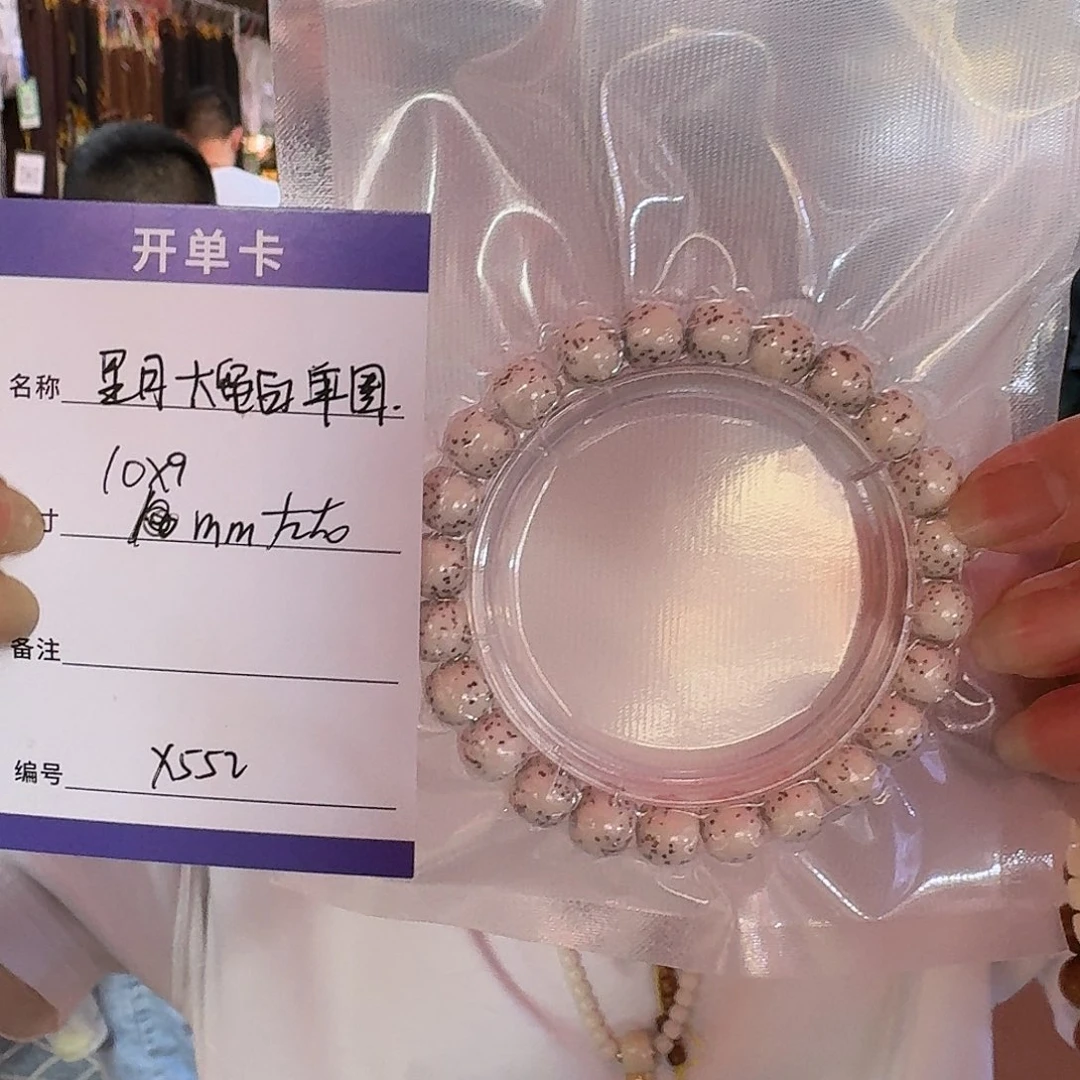 开单卡
名称 星月大龟白单圈.
10X9
寸 mm左右
备注
编号 X552